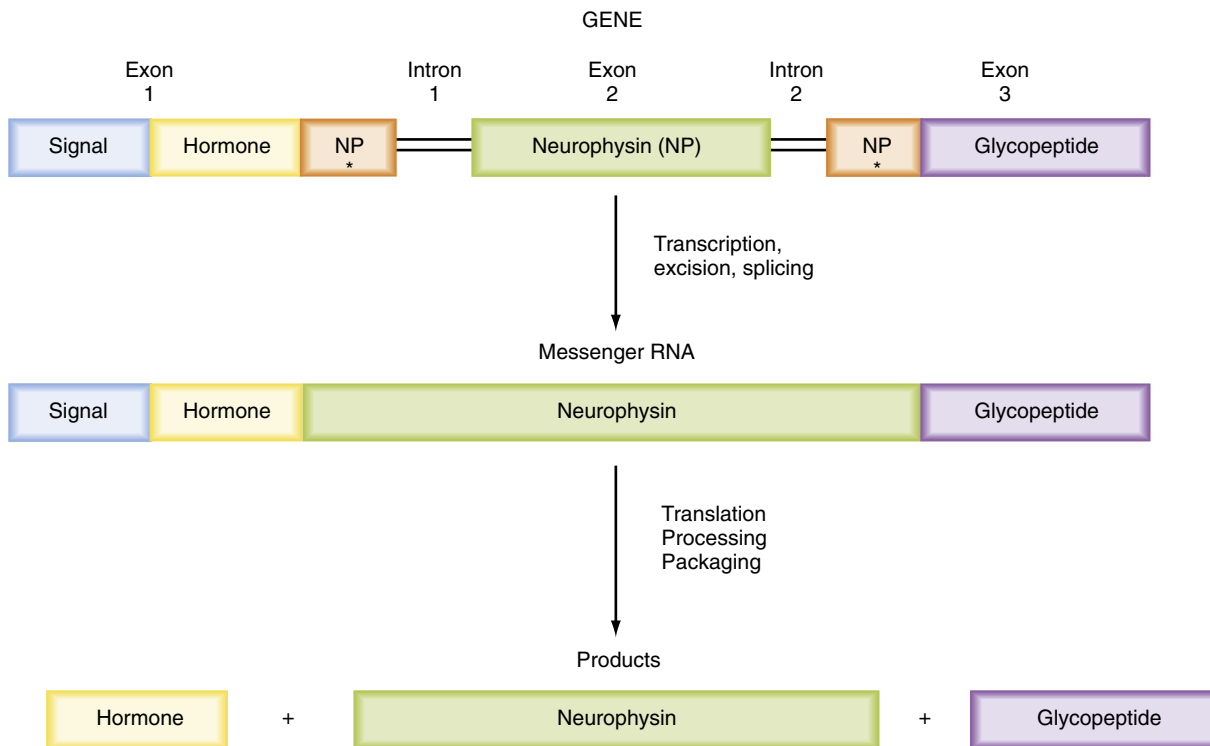 GENE
Exon
1
Intron
1
Exon
2
Intron
2
Exon
3
Signal
Hormone
NP
*
Neurophysin (NP)
NP
*
Glycopeptide
Transcription,
excision, splicing
Messenger RNA
Signal
Hormone
Neurophysin
Glycopeptide
Translation
Processing
Packaging
Products
Hormone
+
Neurophysin
+
Glycopeptide